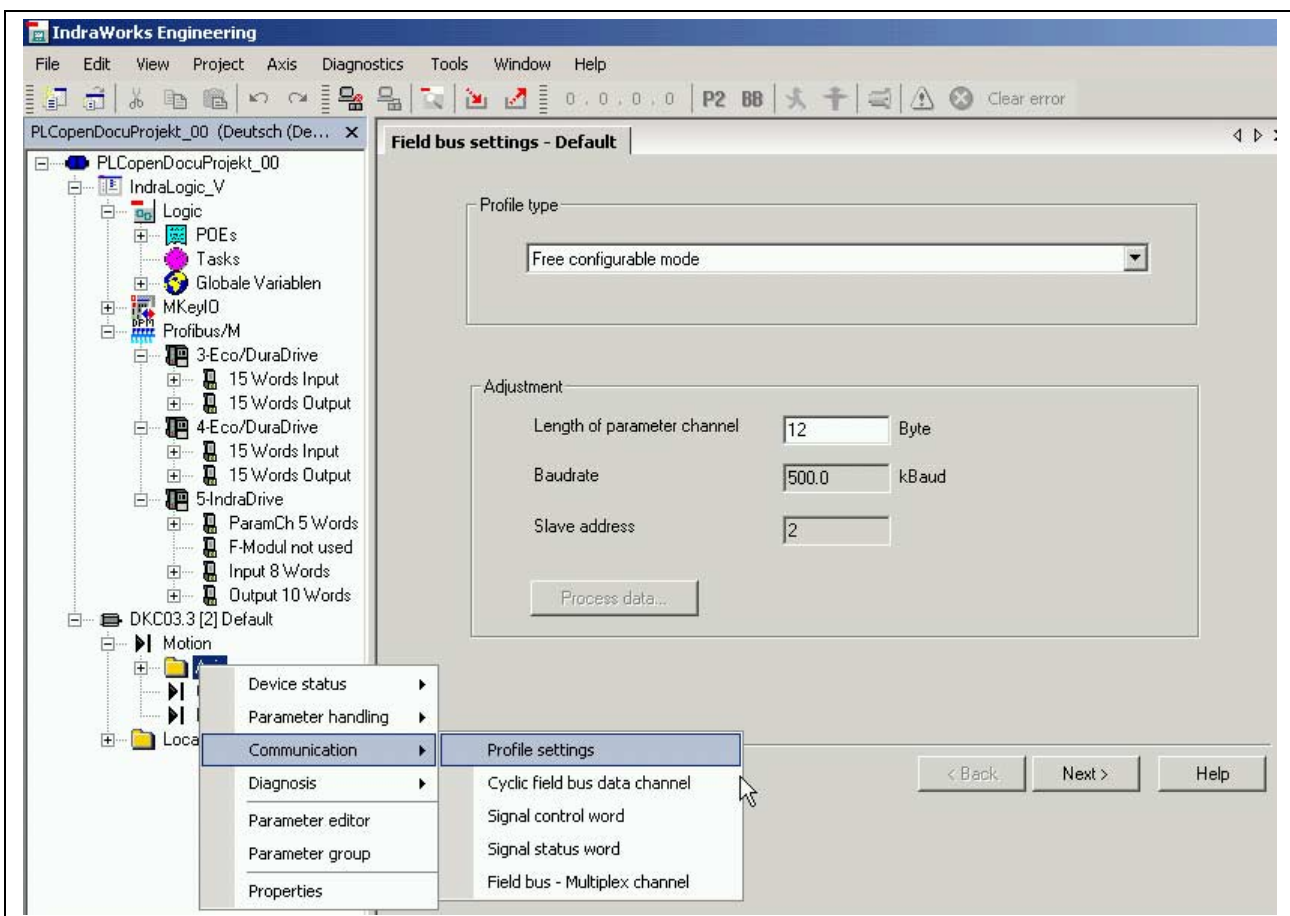 IndraWorks Engineering
File Edit View Project Axis Diagnostics Tools Window Help
0 . 0 . 0 . 0 P2 BB Clear error
PLCopenDocuProjekt_00 (Deutsch (De...
PLCopenDocuProjekt_00
IndraLogic_V
Logic
POEs
Tasks
Globale Variablen
MKeyIO
DPM
Profibus/M
3-Eco/DuraDrive
15 Words Input
15 Words Output
4-Eco/DuraDrive
15 Words Input
15 Words Output
5-IndraDrive
ParamCh 5 Words
F-Modul not used
Input 8 Words
Output 10 Words
DKC03.3 [2] Default
Motion
Loca
Device status
Parameter handling
Communication
Diagnosis
Parameter editor
Parameter group
Properties
Profile settings
Cyclic field bus data channel
Signal control word
Signal status word
Field bus - Multiplex channel
Field bus settings - Default
Profile type
Free configurable mode
Adjustment
Length of parameter channel 12 Byte
Baudrate 500.0 kBaud
Slave address 2
Process data...
< Back Next > Help